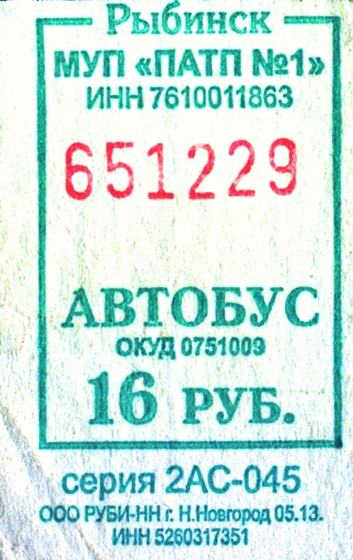 Рыбинск
МУП «ПАТП №1»
ИНН 7610011863
651229
АВТОБУС
ОКУД 0751009
16 РУБ.
серия 2АС-045
ООО РУБИ-НН г. Н.Новгород 05.13.
ИНН 5260317351